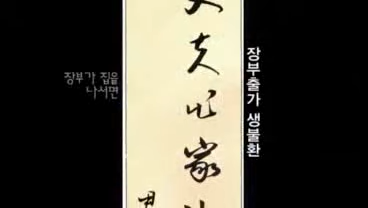 장부가 집을
나서면
丈夫出家
장부출가 생불환
尹